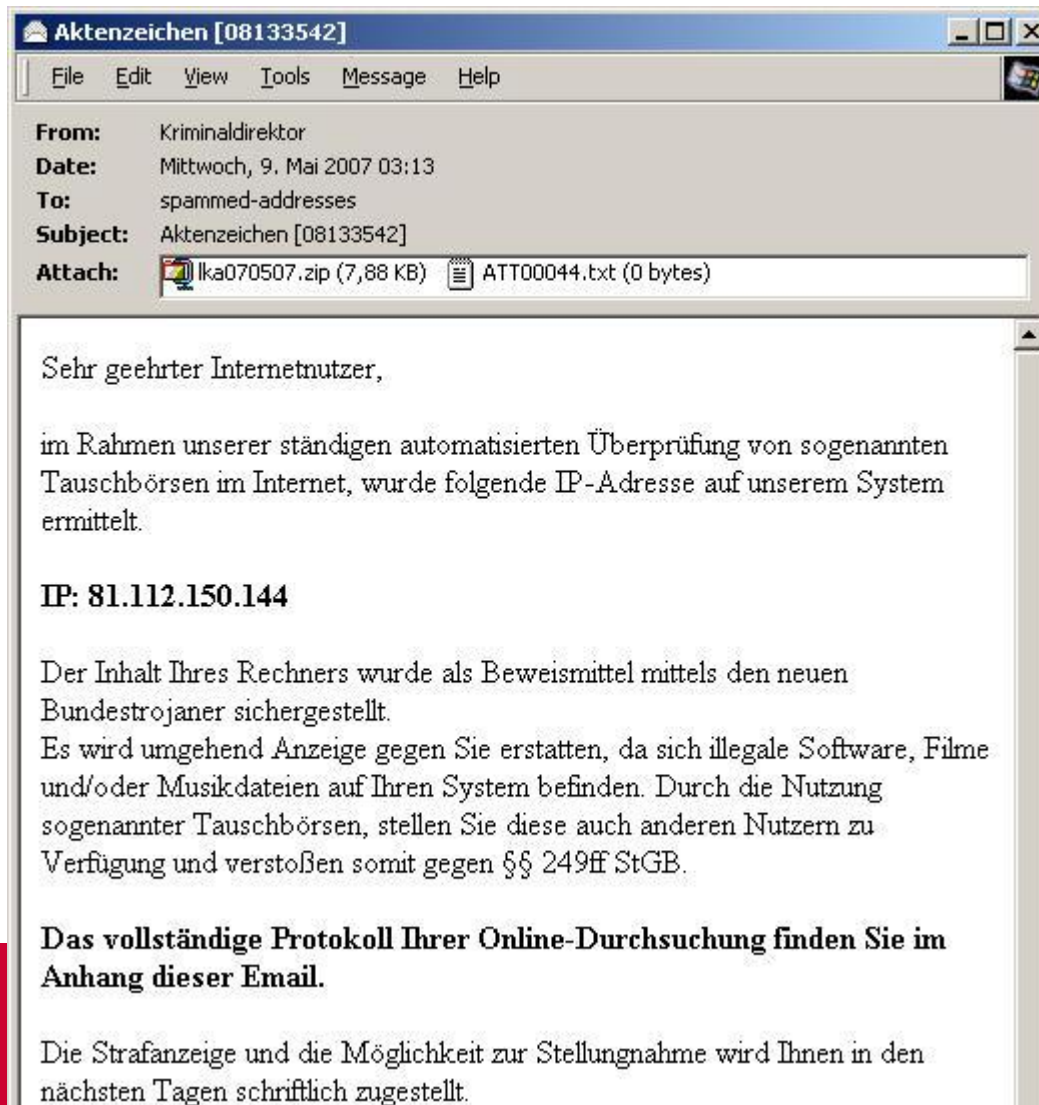 Aktenzeichen [08133542]
File Edit View Tools Message Help
From: Kriminaldirektor
Date: Mittwoch, 9. Mai 2007 03:13
To: spammed-addresses
Subject: Aktenzeichen [08133542]
Attach: lka070507.zip (7,88 KB) ATT00044.txt (0 bytes)
Sehr geehrter Internetnutzer,
im Rahmen unserer ständigen automatisierten Überprüfung von sogenannten
Tauschbörsen im Internet, wurde folgende IP-Adresse auf unserem System
ermittelt.
IP: 81.112.150.144
Der Inhalt Ihres Rechners wurde als Beweismittel mittels den neuen
Bundestrojaner sichergestellt.
Es wird umgehend Anzeige gegen Sie erstatten, da sich illegale Software, Filme
und/oder Musikdateien auf Ihren System befinden. Durch die Nutzung
sogenannter Tauschbörsen, stellen Sie diese auch anderen Nutzern zu
Verfügung und verstoßen somit gegen §§ 249ff StGB.
Das vollständige Protokoll Ihrer Online-Durchsuchung finden Sie im
Anhang dieser Email.
Die Strafanzeige und die Möglichkeit zur Stellungnahme wird Ihnen in den
nächsten Tagen schriftlich zugestellt.